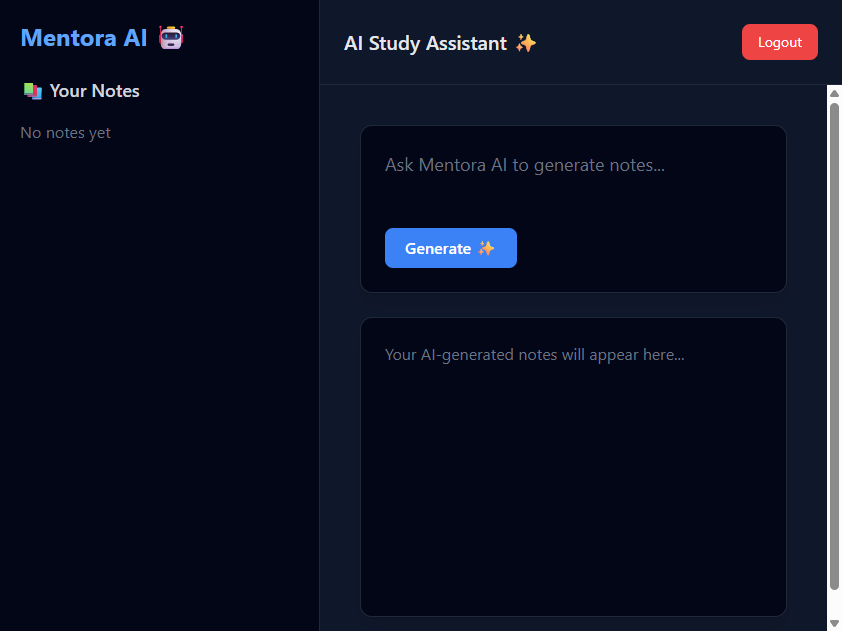 Mentora AI 🤖
📚 Your Notes
No notes yet
AI Study Assistant ✨
Logout
Ask Mentora AI to generate notes...
Generate ✨
Your AI-generated notes will appear here...